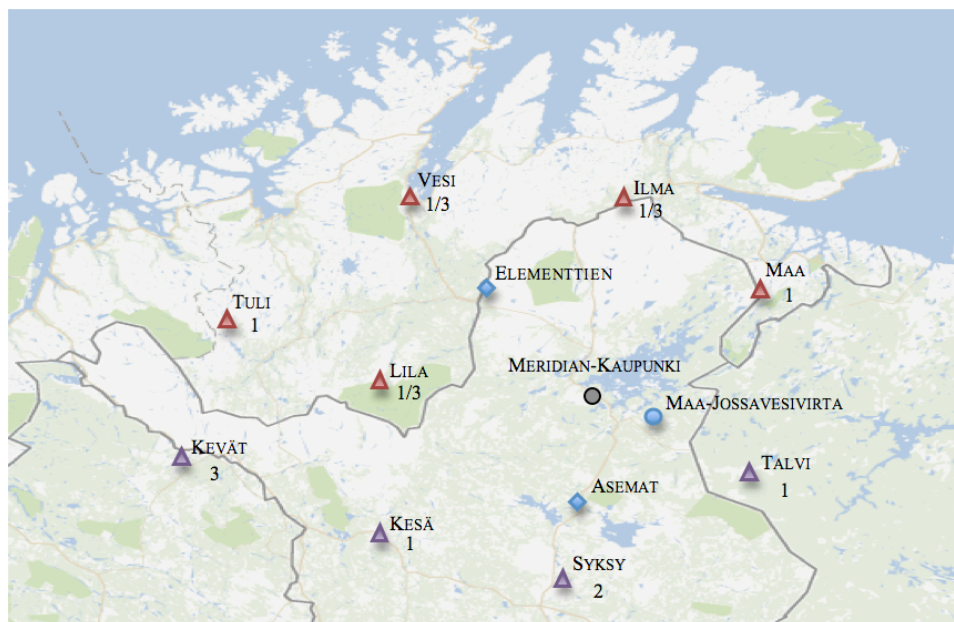 VESI
1/3
ILMA
1/3
ELEMENTTIEN
MAA
1
TULI
1
LILA
1/3
MERIDIAN-KAUPUNKI
MAA-JOSSAVESIVIRTA
KEVÄT
3
TALVI
1
ASEMAT
KESÄ
1
SYKSY
2